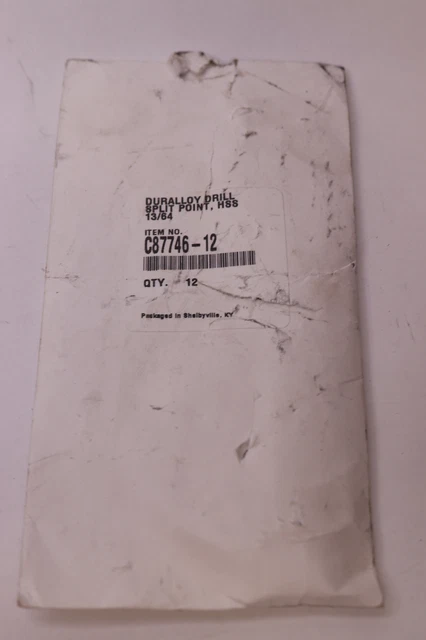 DURALLOY DRILL
SPLIT POINT, HSS
13/64
ITEM NO.
C87746-12
QTY. 12
Packaged in Shelbyville, KY